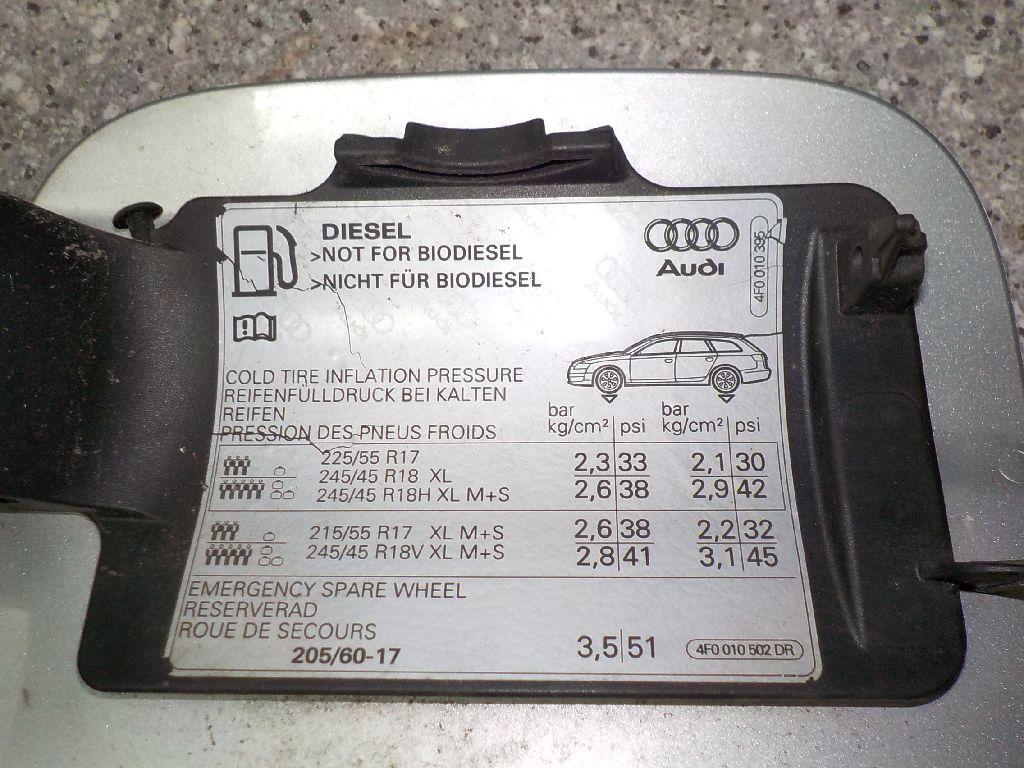 DIESEL
>NOT FOR BIODIESEL
>NICHT FÜR BIODIESEL
Audi
4F0 010 395
COLD TIRE INFLATION PRESSURE
REIFENFÜLLDRUCK BEI KALTEN
REIFEN
PRESSION DES PNEUS FROIDS
bar kg/cm² psi bar kg/cm² psi
225/55 R17
245/45 R18 XL
245/45 R18H XL M+S
2,3 33 2,1 30
2,6 38 2,9 42
215/55 R17 XL M+S
245/45 R18V XL M+S
2,6 38 2,2 32
2,8 41 3,1 45
EMERGENCY SPARE WHEEL
RESERVERAD
ROUE DE SECOURS
205/60-17 3,5 51 4F0 010 502 DR